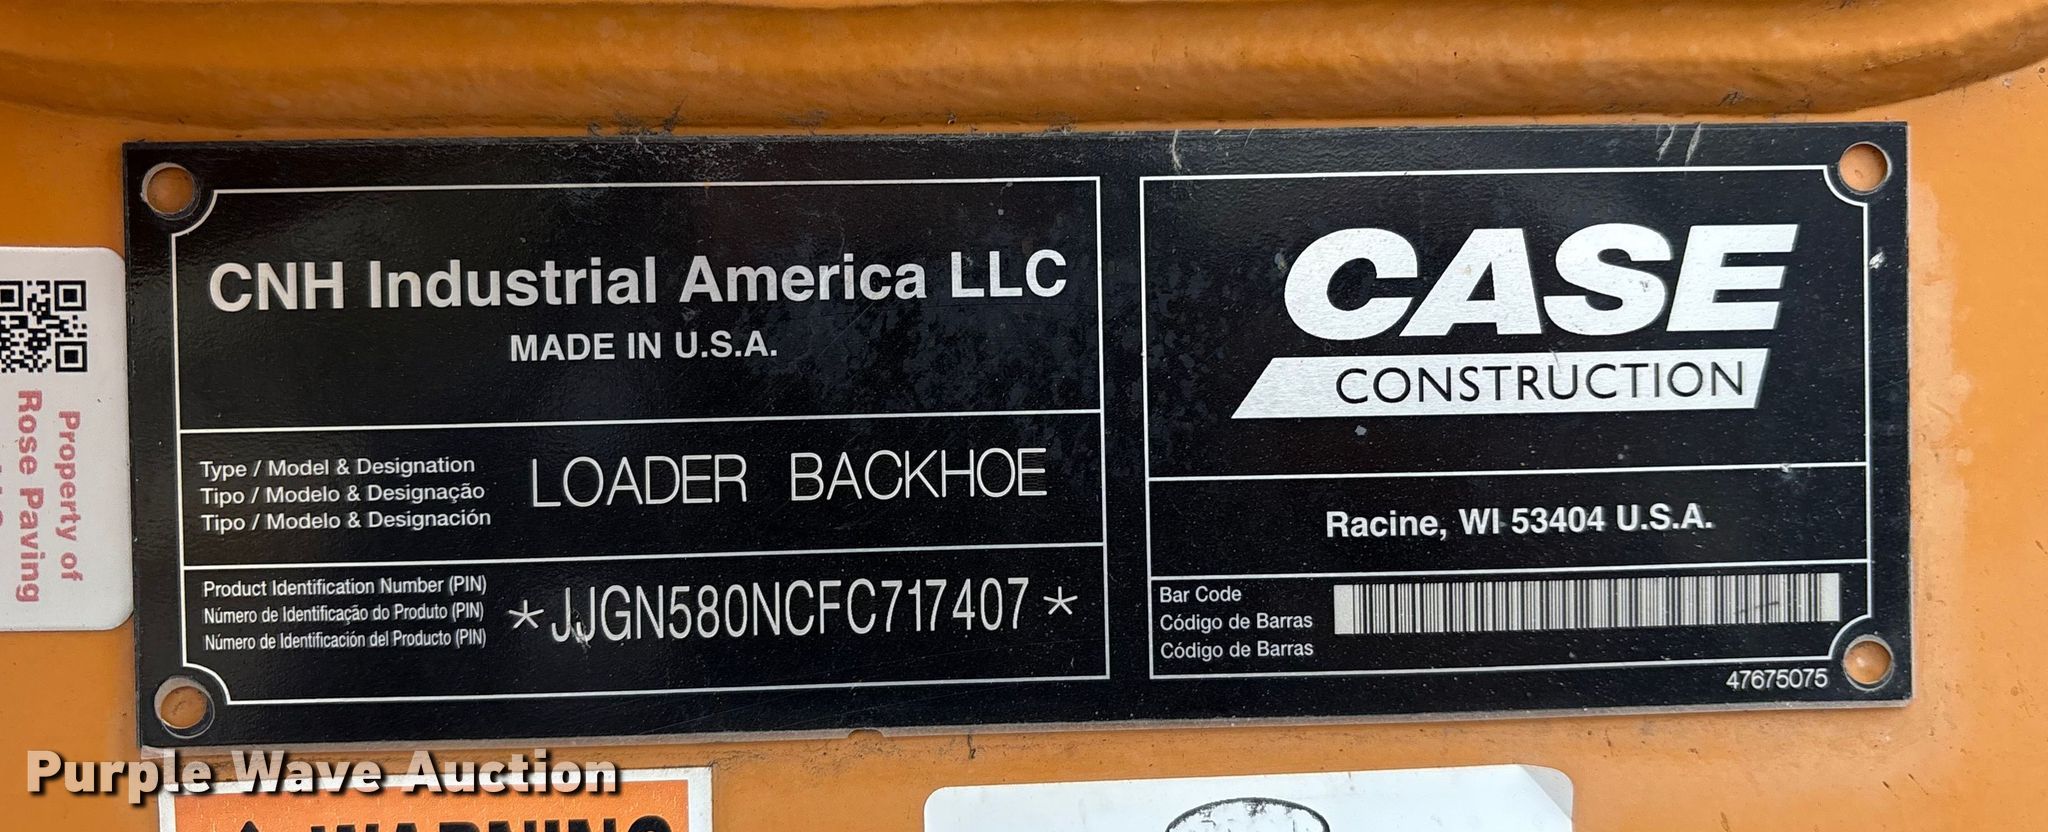 CNH Industrial America LLC
MADE IN U.S.A.
Type / Model & Designation
Tipo / Modelo & Designação
Tipo / Modelo & Designación
LOADER BACKHOE
Product Identification Number (PIN)
Número de Identificação do Produto (PIN)
Número de Identificación del Producto (PIN)
*JJGN580NCFC717407*
CASE
CONSTRUCTION
Racine, WI 53404 U.S.A.
Bar Code
Código de Barras
Código de Barras
47675075
Property of
Rose Paving
Purple Wave Auction
WARNING